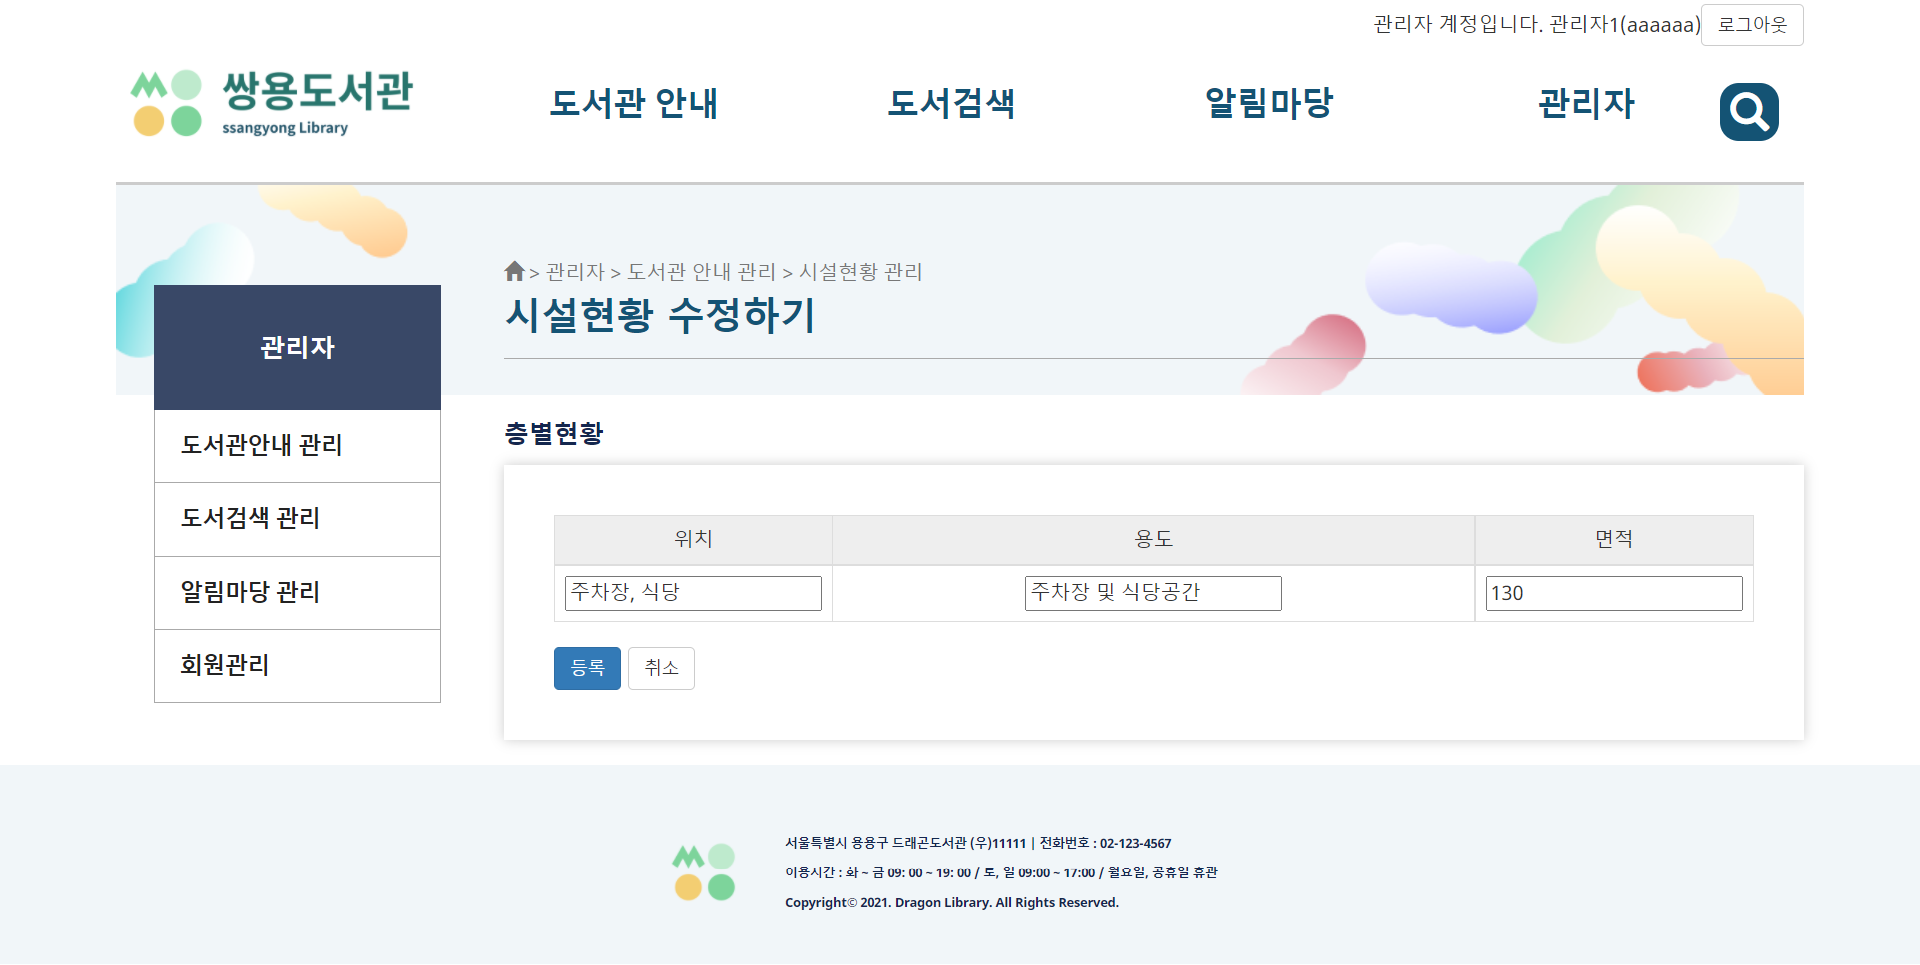 관리자 계정입니다. 관리자1(aaaaaa) 로그아웃
쌍용도서관
ssangyong Library
도서관 안내 도서검색 알림마당 관리자
> 관리자 > 도서관 안내 관리 > 시설현황 관리
시설현황 수정하기
관리자
도서관안내 관리
도서검색 관리
알림마당 관리
회원관리
층별현황
위치 용도 면적
주차장, 식당 주차장 및 식당공간 130
등록 취소
서울특별시 용용구 드래곤도서관 (우)11111 | 전화번호 : 02-123-4567
이용시간 : 화 ~ 금 09: 00 ~ 19: 00 / 토, 일 09:00 ~ 17:00 / 월요일, 공휴일 휴관
Copyright© 2021. Dragon Library. All Rights Reserved.